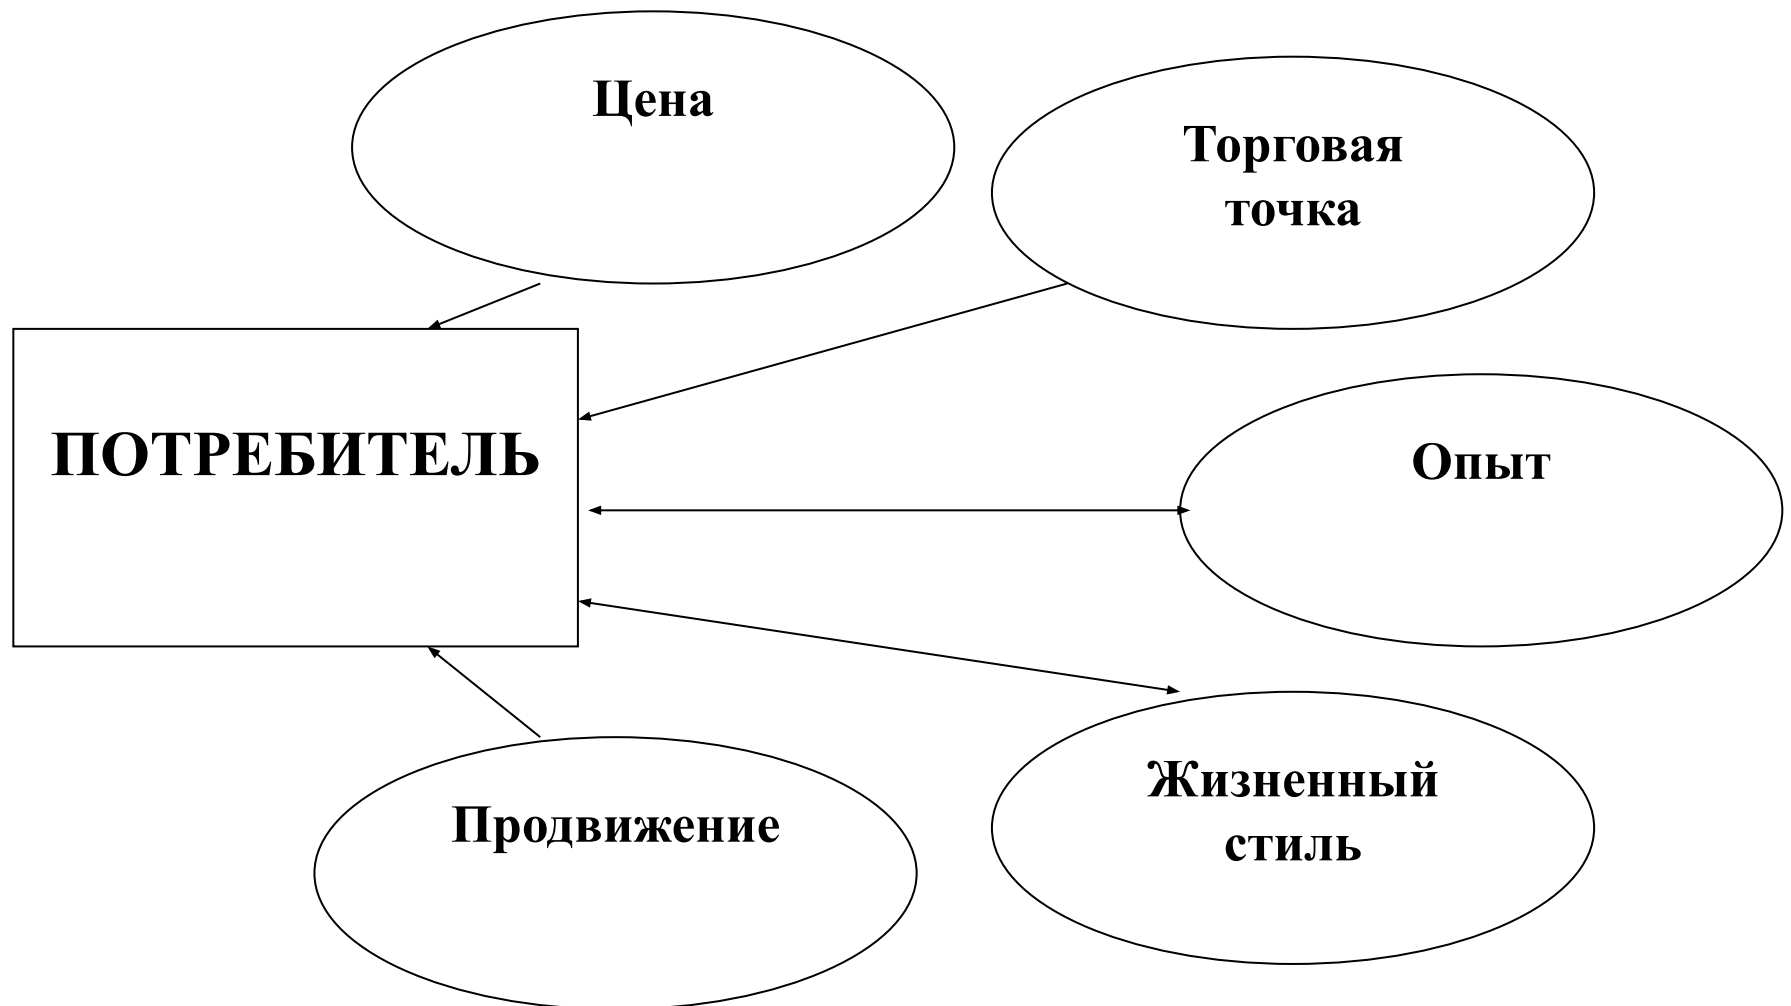 Цена
Торговая
точка
ПОТРЕБИТЕЛЬ
Опыт
Жизненный
стиль
Продвижение